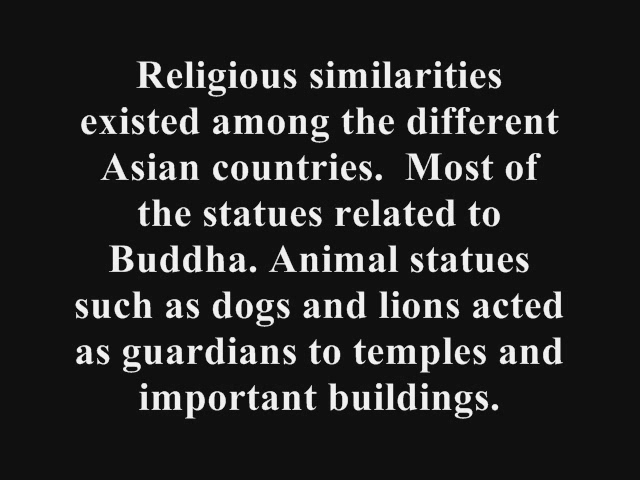 Religious similarities
existed among the different
Asian countries.  Most of
the statues related to
Buddha. Animal statues
such as dogs and lions acted
as guardians to temples and
important buildings.